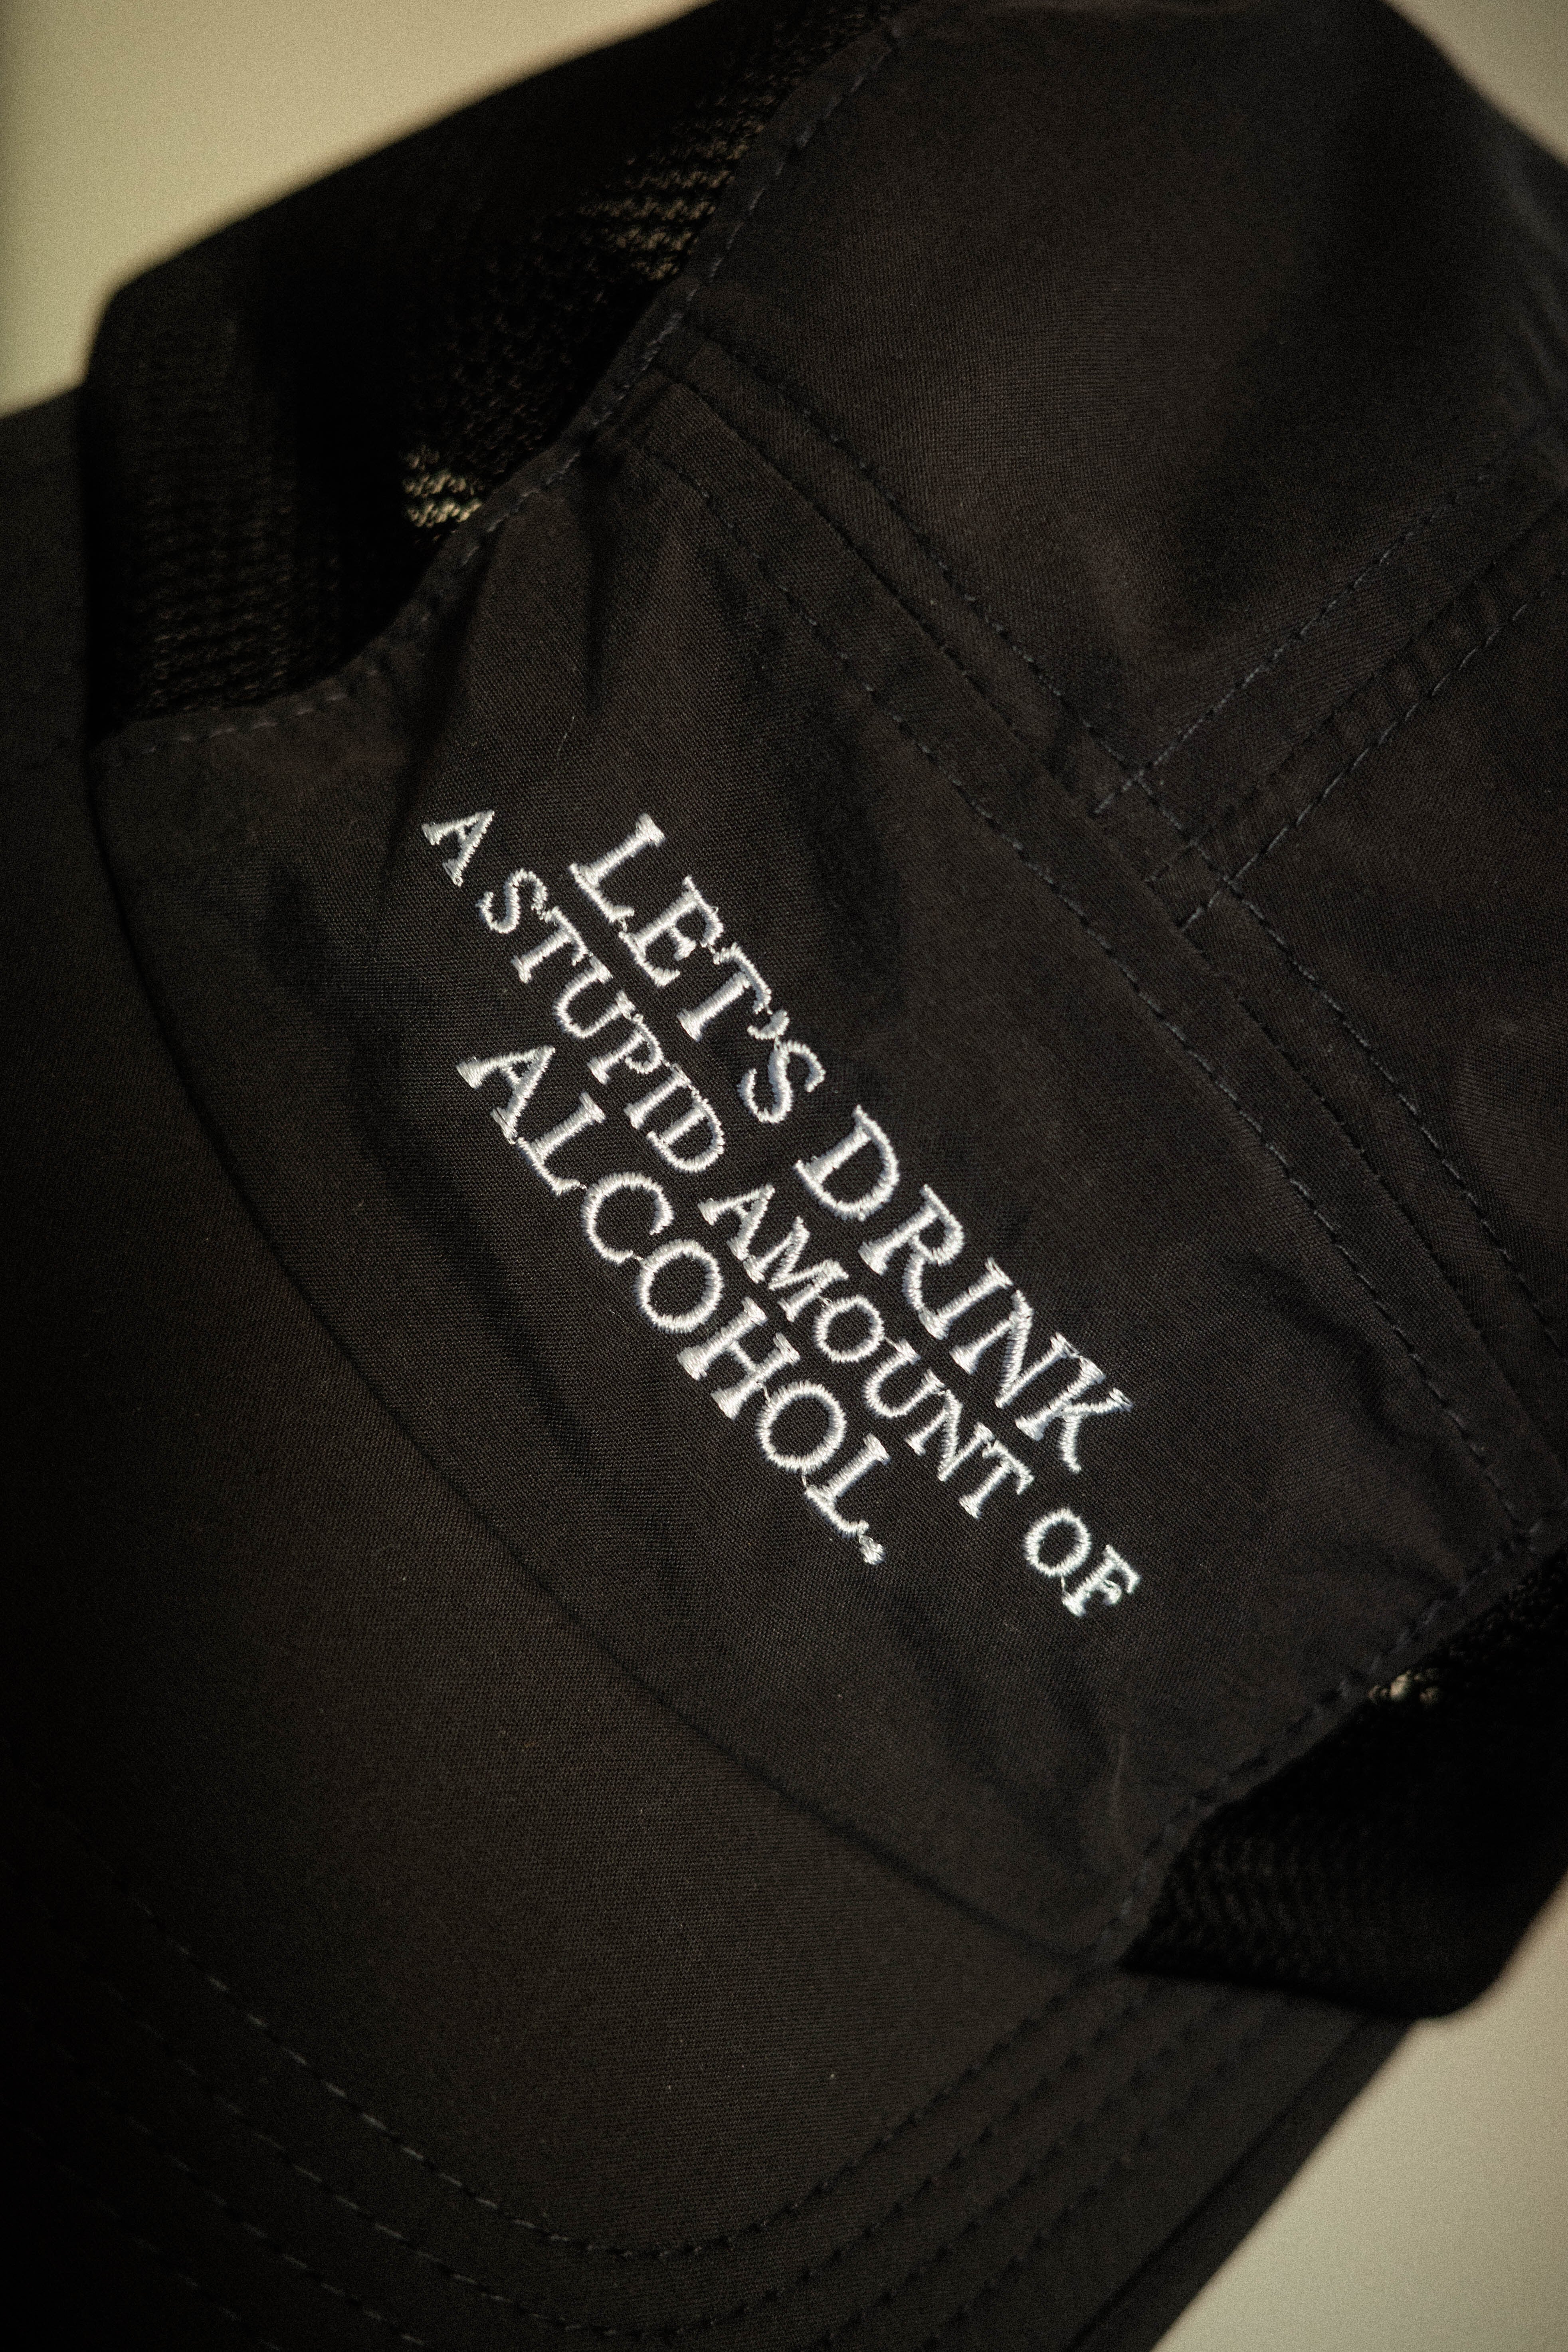 LET'S DRINK
A STUPID AMOUNT OF
ALCOHOL.